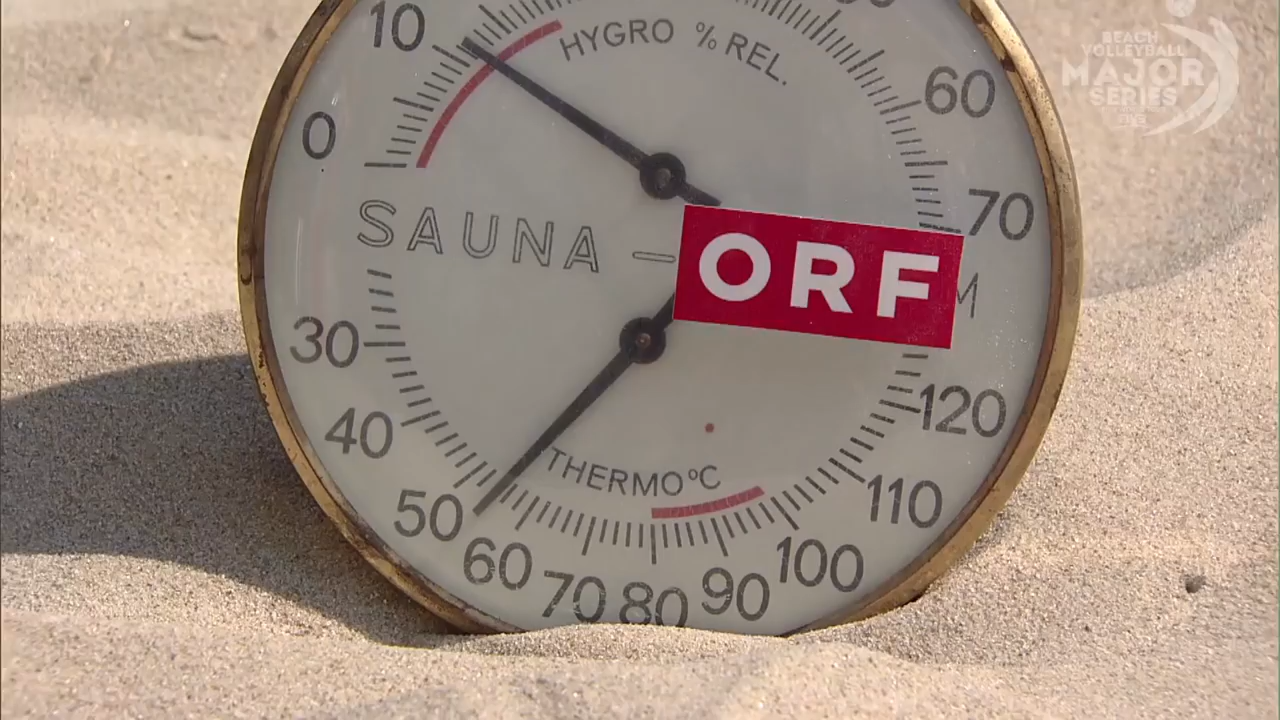 10
HYGRO % REL.
60
0
70
SAUNA –
ORF
M
30
120
40
THERMO°C
50
110
60
70
80
90
100
BEACH
VOLLEYBALL
MAJOR
SERIES